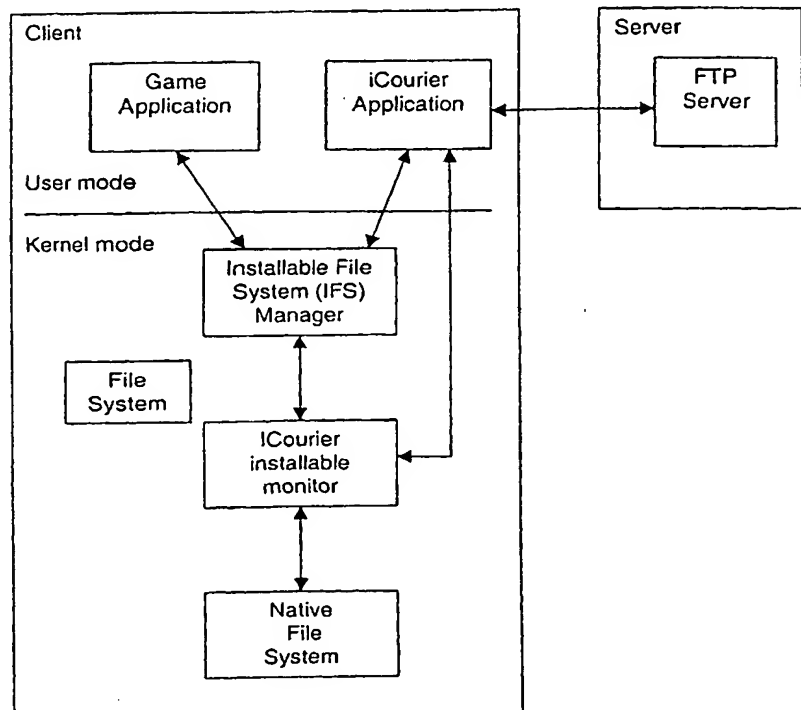 Client
Server
Game
Application
iCourier
Application
FTP
Server
User mode
Kernel mode
Installable File
System (IFS)
Manager
File
System
ICourier
installable
monitor
Native
File
System